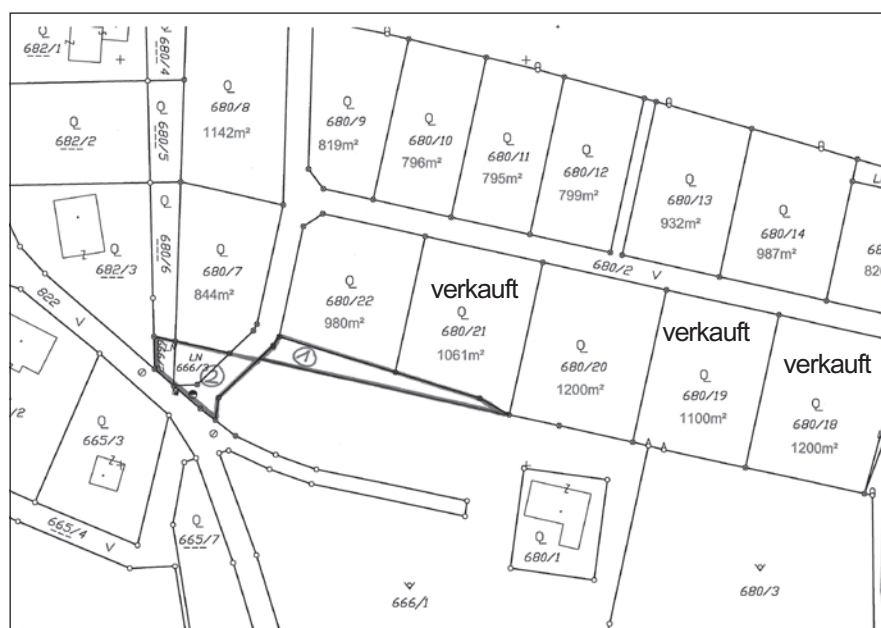 682/1
680/4
Q
680/8
1142m²
Q
680/9
819m²
Q
680/10
796m²
Q
680/11
795m²
Q
680/12
799m²
Q
680/13
932m²
Q
680/14
987m²
Q
682/2
Q
680/5
Q
680/6
Q
682/3
Q
680/7
844m²
680/2
822
Q
680/22
980m²
verkauft
Q
680/21
1061m²
Q
680/20
1200m²
verkauft
Q
680/19
1100m²
verkauft
Q
680/18
1200m²
LN
666/3
1
2
Q
665/3
665/4
Q
665/7
Q
680/1
666/1
680/3